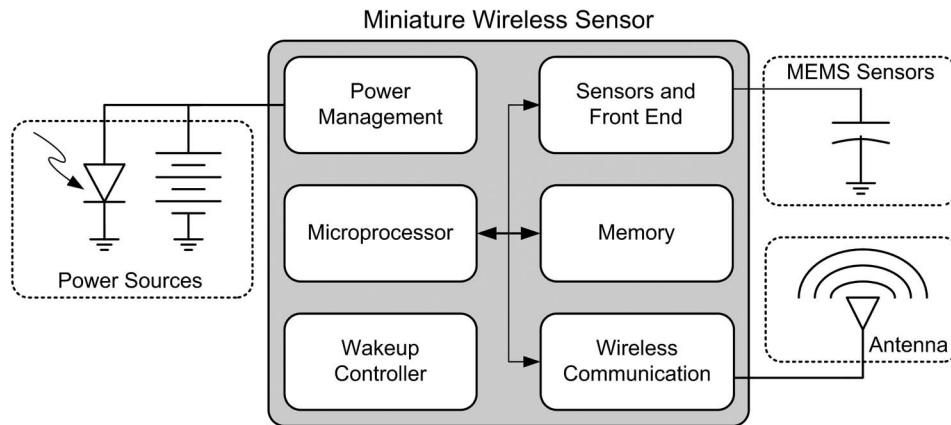 Miniature Wireless Sensor
Power
Management
Sensors and
Front End
MEMS Sensors
Power Sources
Microprocessor
Memory
Wakeup
Controller
Wireless
Communication
Antenna